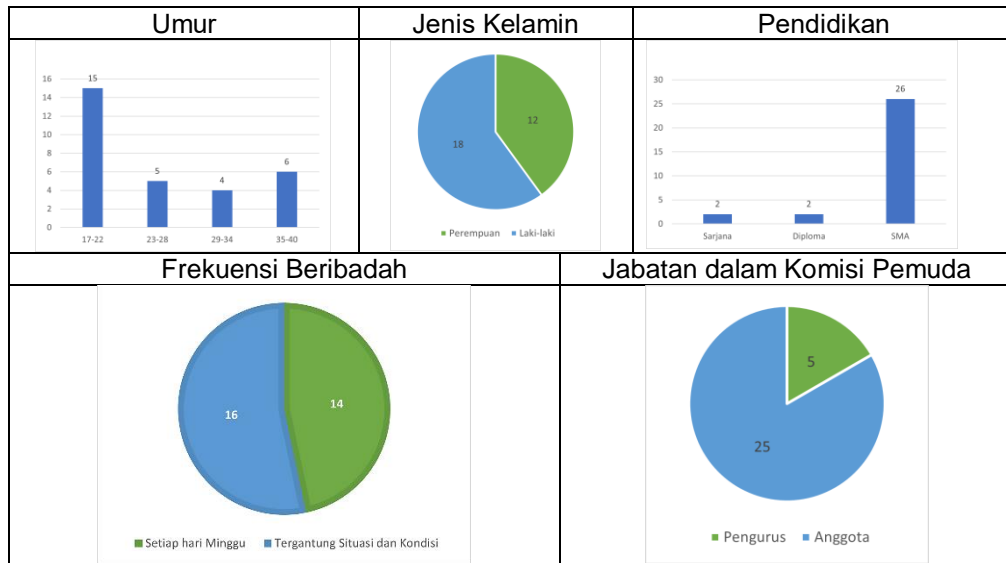 Umur
Jenis Kelamin
Pendidikan
16
14
12
10
8
6
4
2
0
15
5
4
6
17-22
23-28
29-34
35-40
12
18
Perempuan
Laki-laki
30
25
20
15
10
5
0
2
2
26
Sarjana
Diploma
SMA
Frekuensi Beribadah
Jabatan dalam Komisi Pemuda
16
14
Setiap hari Minggu
Tergantung Situasi dan Kondisi
5
25
Pengurus
Anggota